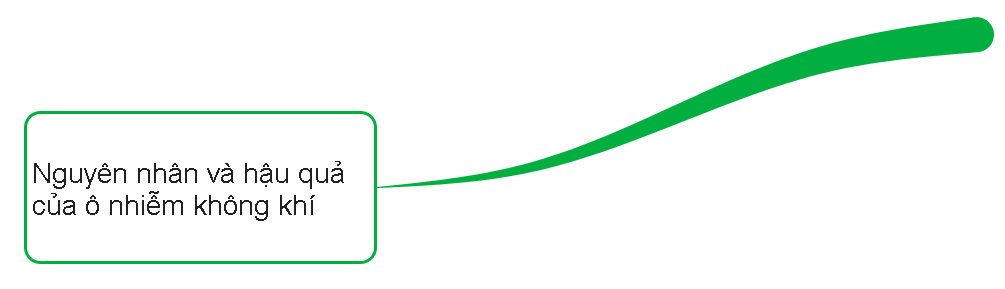 Nguyên nhân và hậu quả
của ô nhiễm không khí